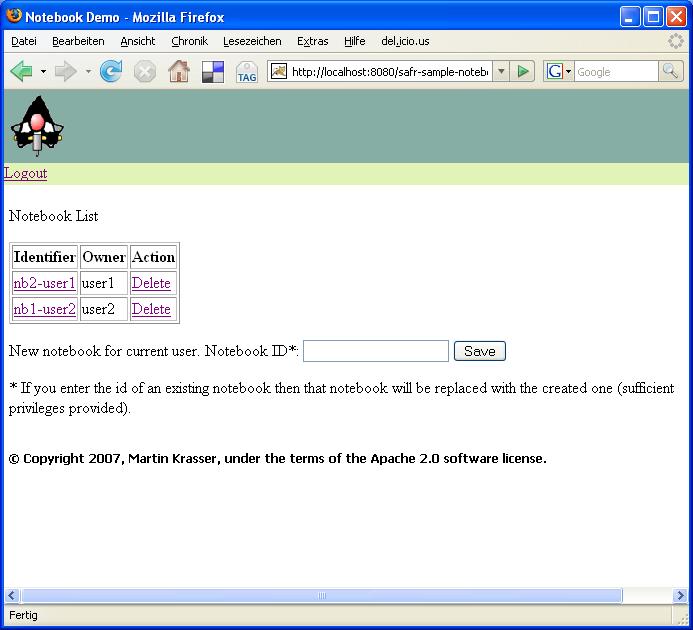 Notebook Demo - Mozilla Firefox
Datei Bearbeiten Ansicht Chronik Lesezeichen Extras Hilfe del.icio.us
TAG http://localhost:8080/safr-sample-noteb G Google
Logout
Notebook List
Identifier Owner Action
nb2-user1 user1 Delete
nb1-user2 user2 Delete
New notebook for current user. Notebook ID*: Save
* If you enter the id of an existing notebook then that notebook will be replaced with the created one (sufficient
privileges provided).
© Copyright 2007, Martin Krasser, under the terms of the Apache 2.0 software license.
Fertig